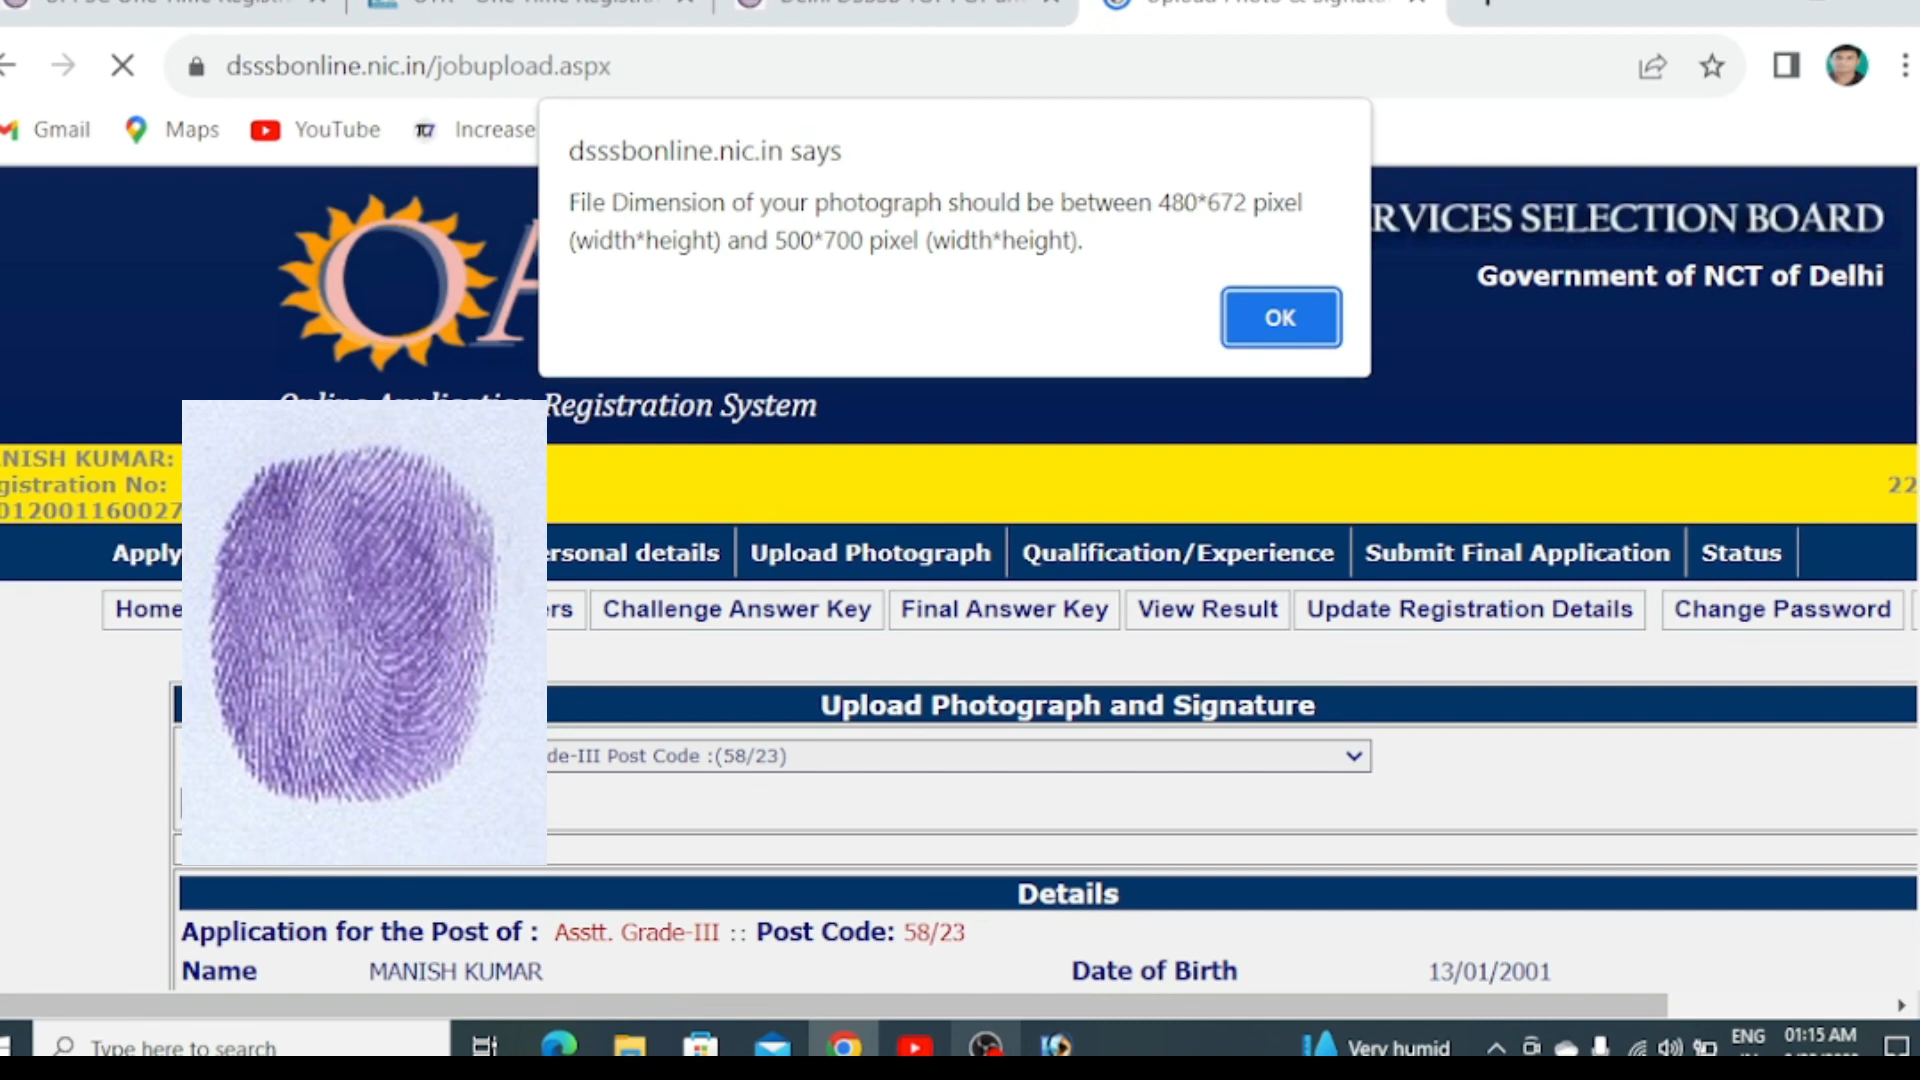 dsssbonline.nic.in/jobupload.aspx
Gmail
Maps
YouTube
Increase
dsssbonline.nic.in says
File Dimension of your photograph should be between 480*672 pixel
(width*height) and 500*700 pixel (width*height).
OK
RVICES SELECTION BOARD
Government of NCT of Delhi
OA
Online Application Registration System
NISH KUMAR:
gistration No:
012001160027
22
Apply
ersonal details
Upload Photograph
Qualification/Experience
Submit Final Application
Status
Home
ers
Challenge Answer Key
Final Answer Key
View Result
Update Registration Details
Change Password
Upload Photograph and Signature
de-III Post Code :(58/23)
Details
Application for the Post of : Asstt. Grade-III :: Post Code: 58/23
Name MANISH KUMAR Date of Birth 13/01/2001
Type here to search
Very humid
ENG
01:15 AM